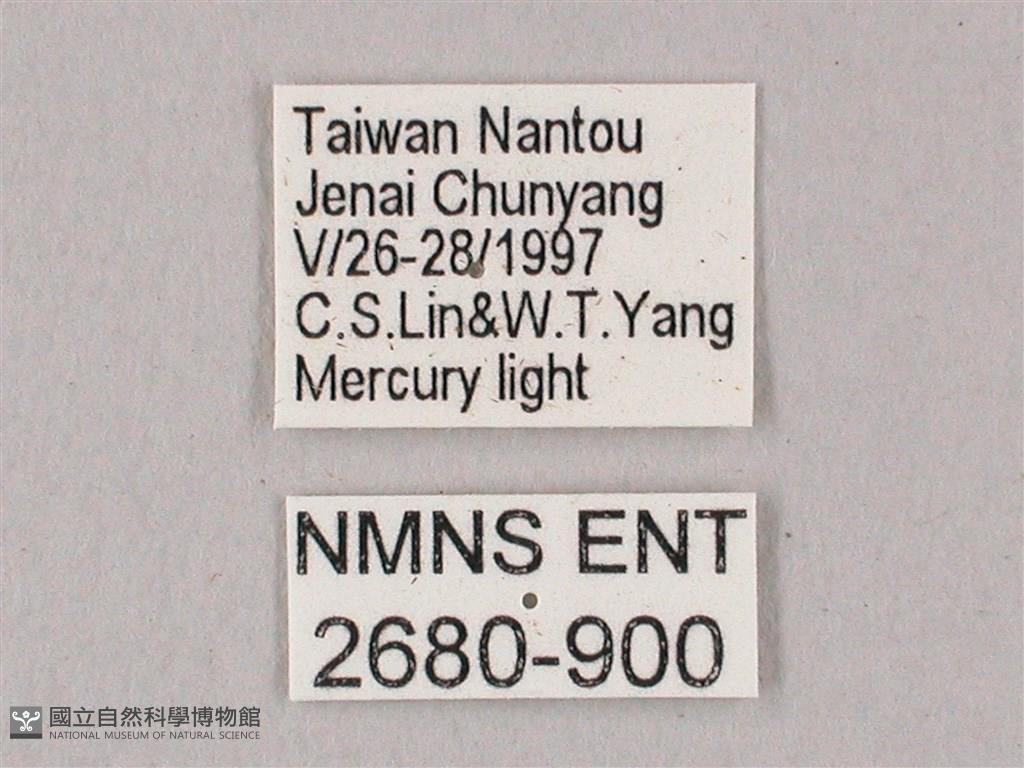 Taiwan Nantou
Jenai Chunyang
V/26-28/1997
C.S.Lin&W.T.Yang
Mercury light
NMNS ENT
2680-900
國立自然科學博物館
NATIONAL MUSEUM OF NATURAL SCIENCE